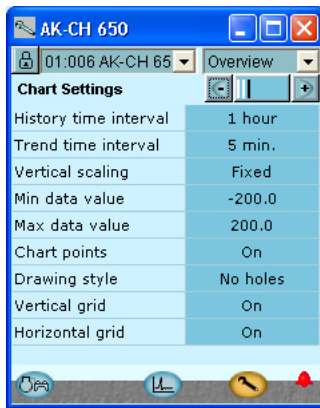 AK-CH 650
01:006 AK-CH 65 Overview
Chart Settings
History time interval 1 hour
Trend time interval 5 min.
Vertical scaling Fixed
Min data value -200.0
Max data value 200.0
Chart points On
Drawing style No holes
Vertical grid On
Horizontal grid On